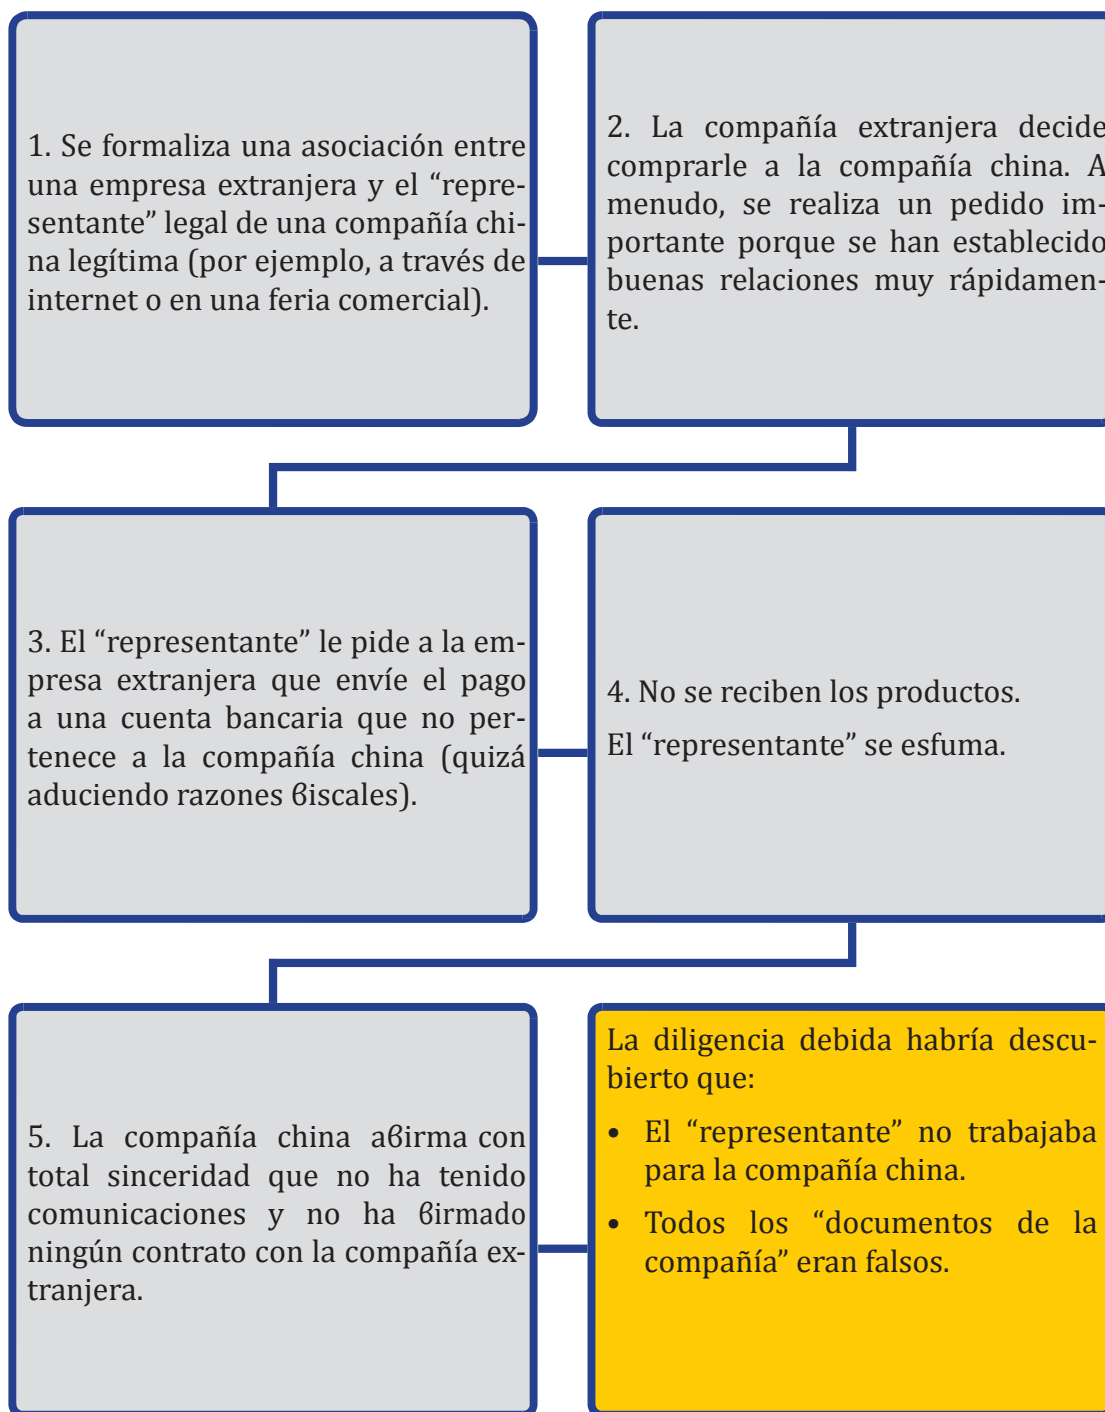 1. Se formaliza una asociación entre
una empresa extranjera y el “repre-
sentante” legal de una compañía chi-
na legítima (por ejemplo, a través de
internet o en una feria comercial).
2. La compañía extranjera decide
comprarle a la compañía china. A
menudo, se realiza un pedido im-
portante porque se han establecido
buenas relaciones muy rápidamen-
te.
3. El “representante” le pide a la em-
presa extranjera que envíe el pago
a una cuenta bancaria que no per-
tenece a la compañía china (quizá
aduciendo razones ϐiscales).
4. No se reciben los productos.
El “representante” se esfuma.
5. La compañía china aϐirma con
total sinceridad que no ha tenido
comunicaciones y no ha ϐirmado
ningún contrato con la compañía ex-
tranjera.
La diligencia debida habría descu-
bierto que:
• El “representante” no trabajaba
para la compañía china.
• Todos los “documentos de la
compañía” eran falsos.